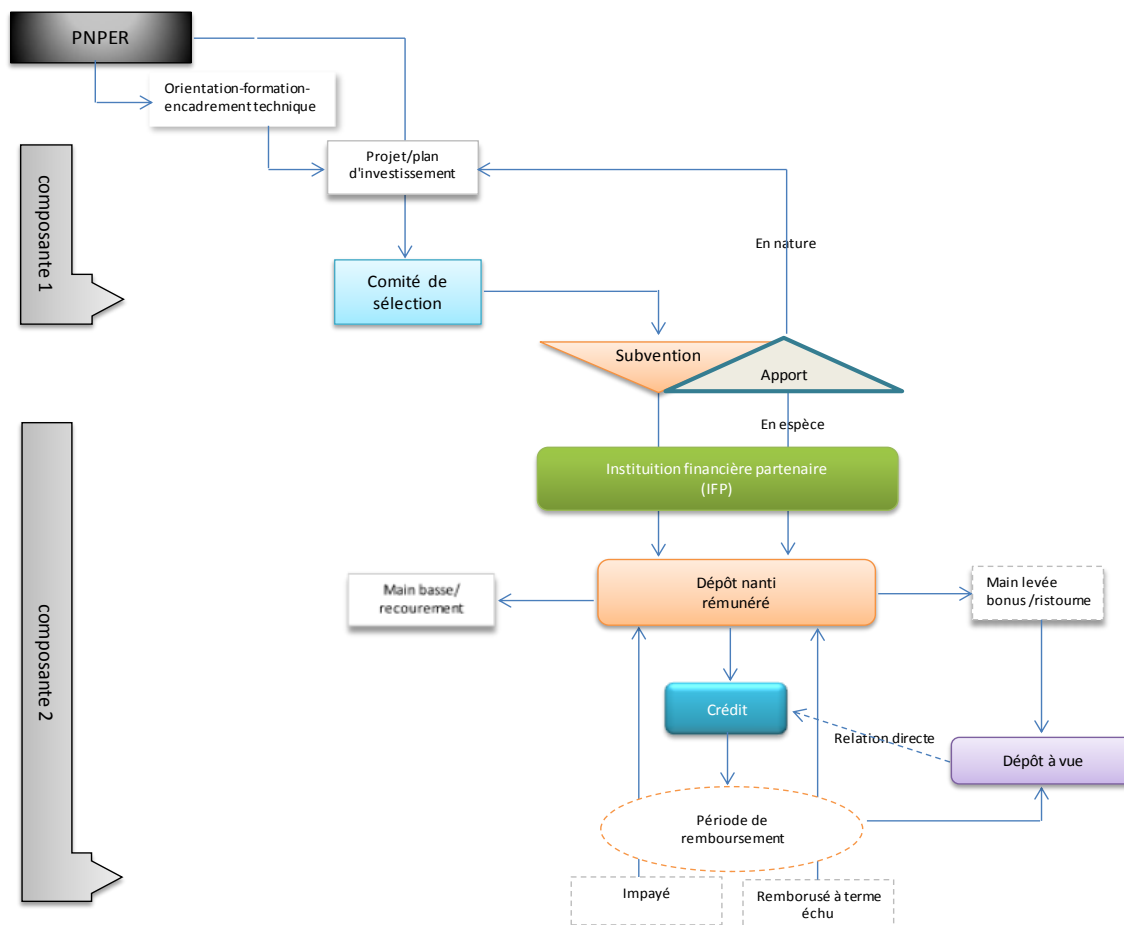 PNPER
Orientation-formation-
encadrement technique
Projet/plan
d'investissement
composante 1
En nature
Comité de
sélection
Subvention
Apport
En espèce
Instituition financière partenaire
(IFP)
Main basse/
recourement
Dépôt nanti
rémunéré
Main levée
bonus /ristourne
composante 2
Crédit
Relation directe
Dépôt à vue
Période de
remboursement
Impayé
Remborusé à terme
échu